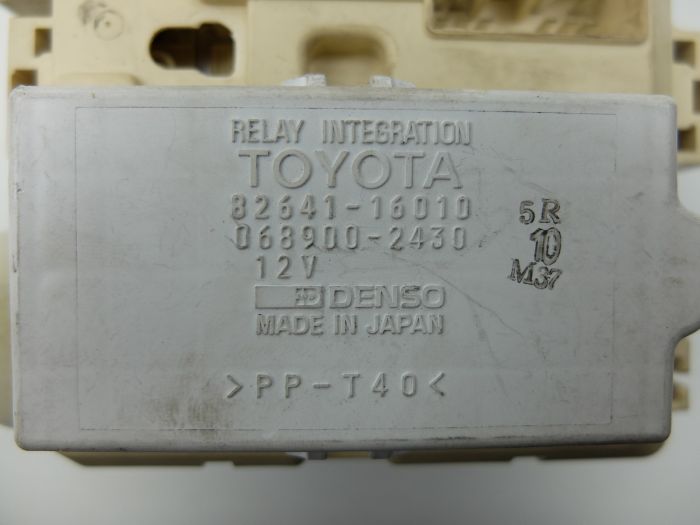 RELAY INTEGRATION
TOYOTA
82641-16010
068900-2430
12V
DENSO
MADE IN JAPAN
>PP-T40<
5R
10
M37